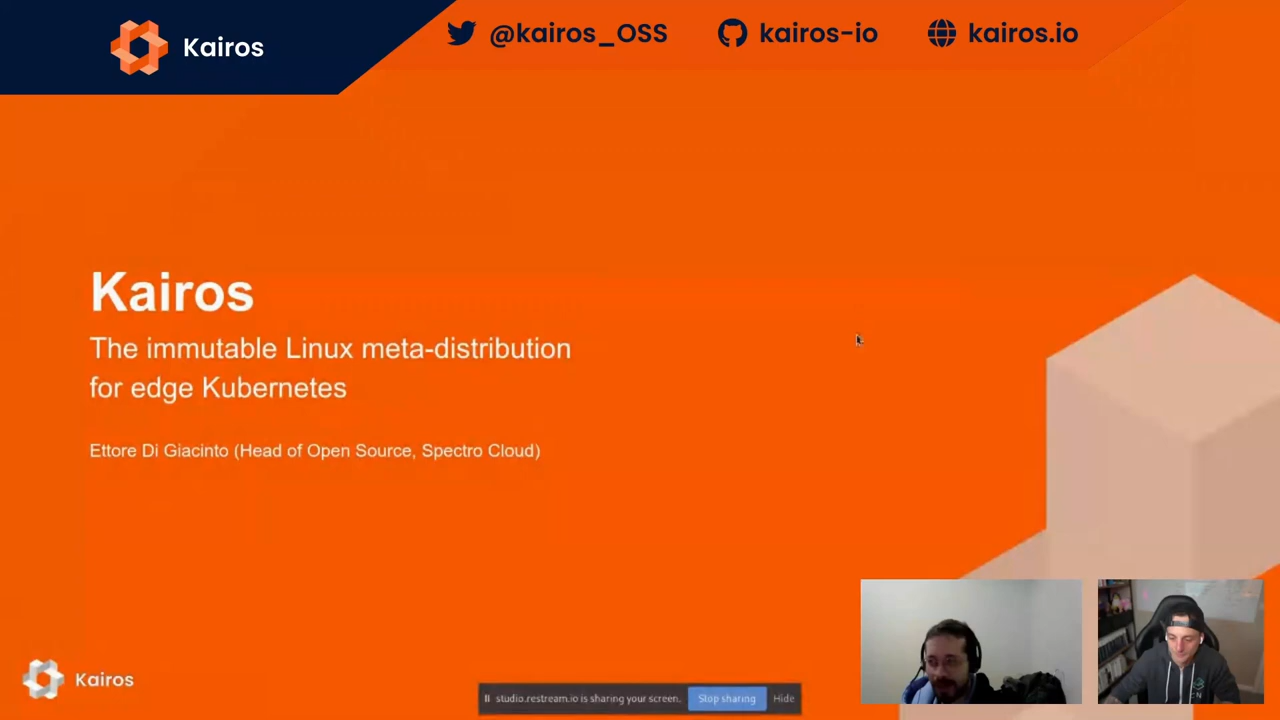 Kairos
@kairos_OSS
kairos-io
kairos.io
Kairos
The immutable Linux meta-distribution
for edge Kubernetes
Ettore Di Giacinto (Head of Open Source, Spectro Cloud)
Kairos
studio.restream.io is sharing your screen.
Stop sharing
Hide